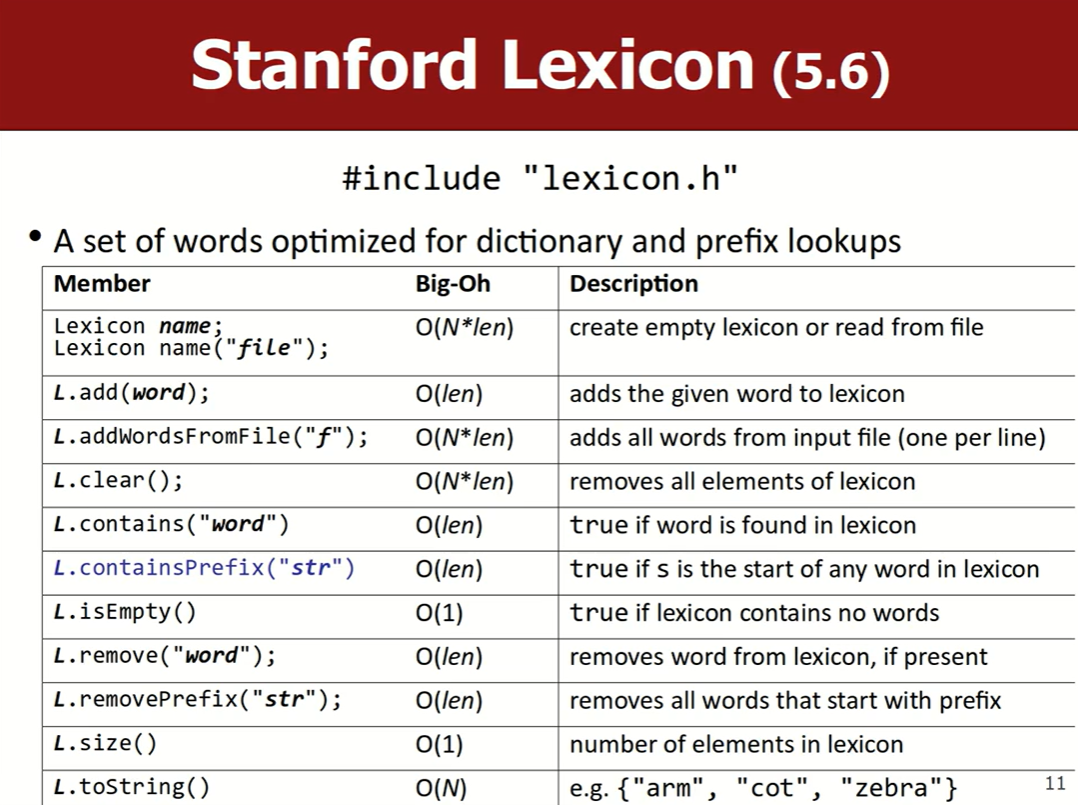 Stanford Lexicon (5.6)
#include "lexicon.h"
• A set of words optimized for dictionary and prefix lookups
Member Big-Oh Description
Lexicon name; O(N*len) create empty lexicon or read from file
Lexicon name("file");
L.add(word); O(len) adds the given word to lexicon
L.addWordsFromFile("f"); O(N*len) adds all words from input file (one per line)
L.clear(); O(N*len) removes all elements of lexicon
L.contains("word") O(len) true if word is found in lexicon
L.containsPrefix("str") O(len) true if s is the start of any word in lexicon
L.isEmpty() O(1) true if lexicon contains no words
L.remove("word"); O(len) removes word from lexicon, if present
L.removePrefix("str"); O(len) removes all words that start with prefix
L.size() O(1) number of elements in lexicon
L.toString() O(N) e.g. {"arm", "cot", "zebra"}
11